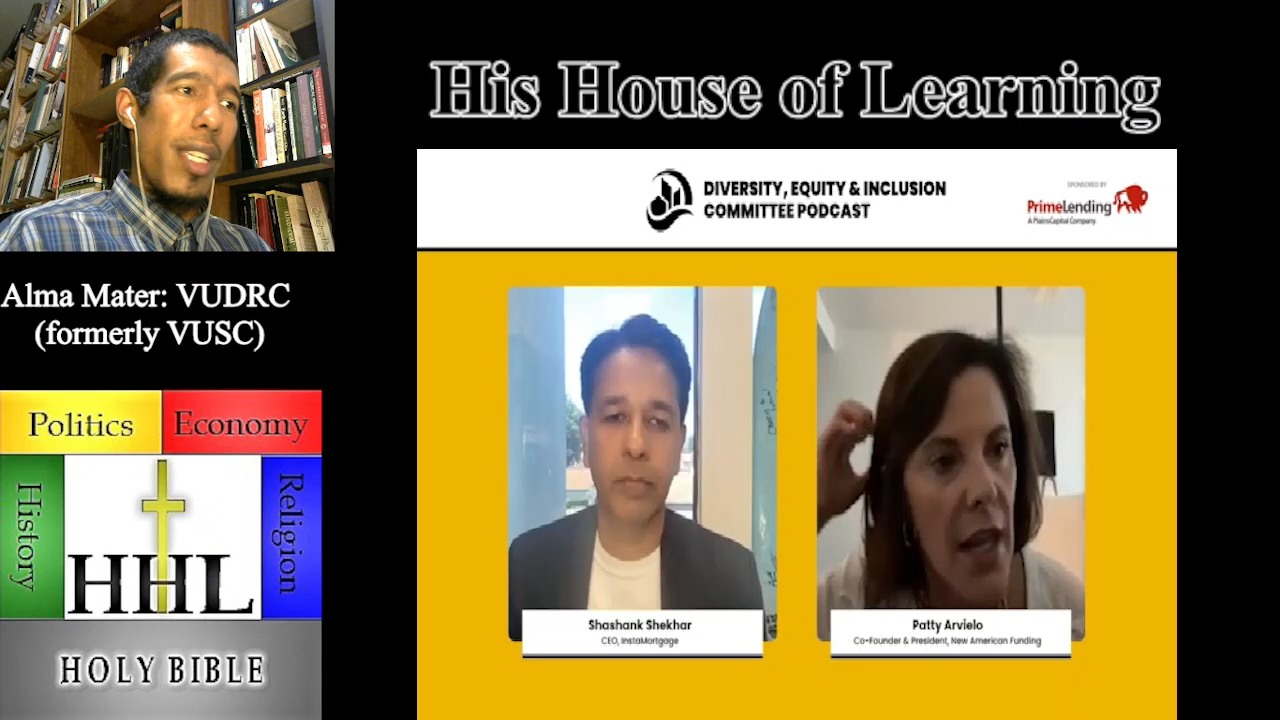 His House of Learning
DIVERSITY, EQUITY & INCLUSION
COMMITTEE PODCAST
SPONSORED BY
PrimeLending
A PlainsCapital Company.
Alma Mater: VUDRC
(formerly VUSC)
Politics
Economy
History
Religion
HHL
HOLY BIBLE
Shashank Shekhar
CEO, InstaMortgage
Patty Arvielo
Co-Founder & President, New American Funding